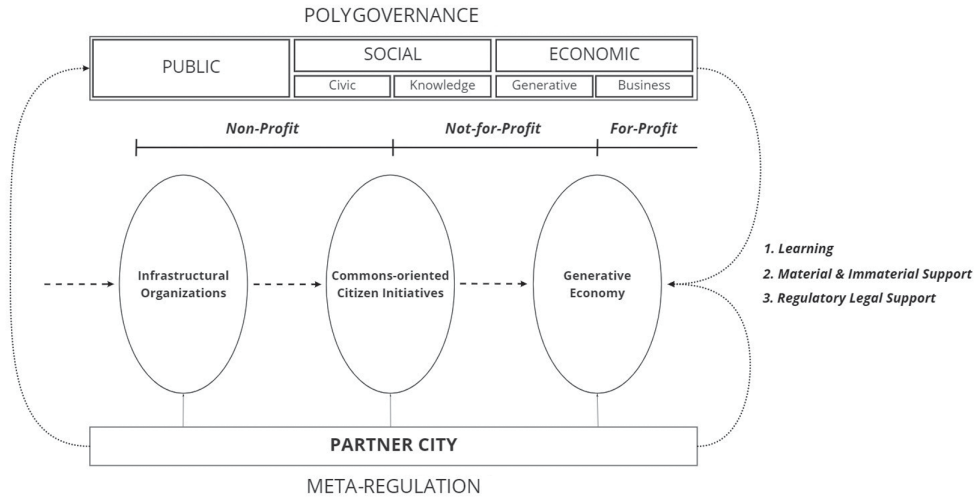 POLYGOVERNANCE
PUBLIC
SOCIAL
ECONOMIC
Civic
Knowledge
Generative
Business
Non-Profit
Not-for-Profit
For-Profit
Infrastructural
Organizations
Commons-oriented
Citizen Initiatives
Generative
Economy
1. Learning
2. Material & Immaterial Support
3. Regulatory Legal Support
PARTNER CITY
META-REGULATION